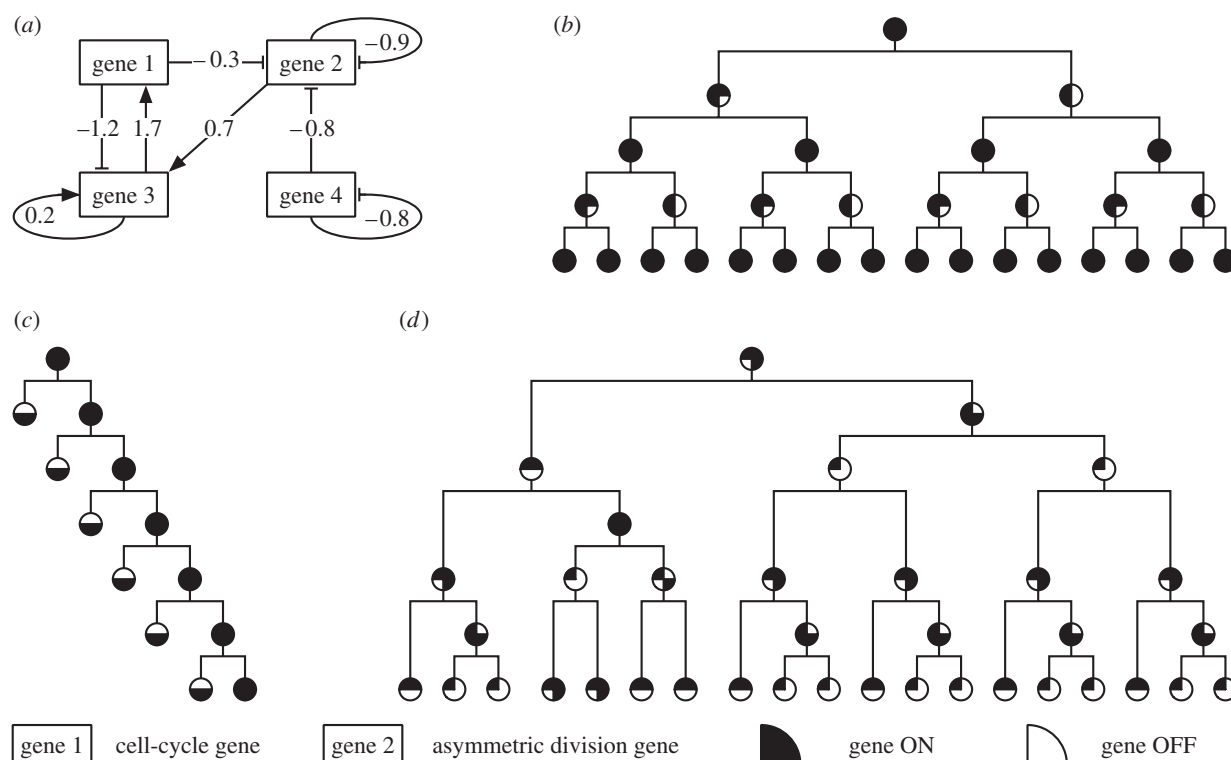 (a)
gene 1
– 0.3
gene 2
–0.9
–1.2
1.7
0.7
–0.8
gene 3
0.2
gene 4
–0.8
(b)
(c)
(d)
gene 1 cell-cycle gene gene 2 asymmetric division gene gene ON gene OFF